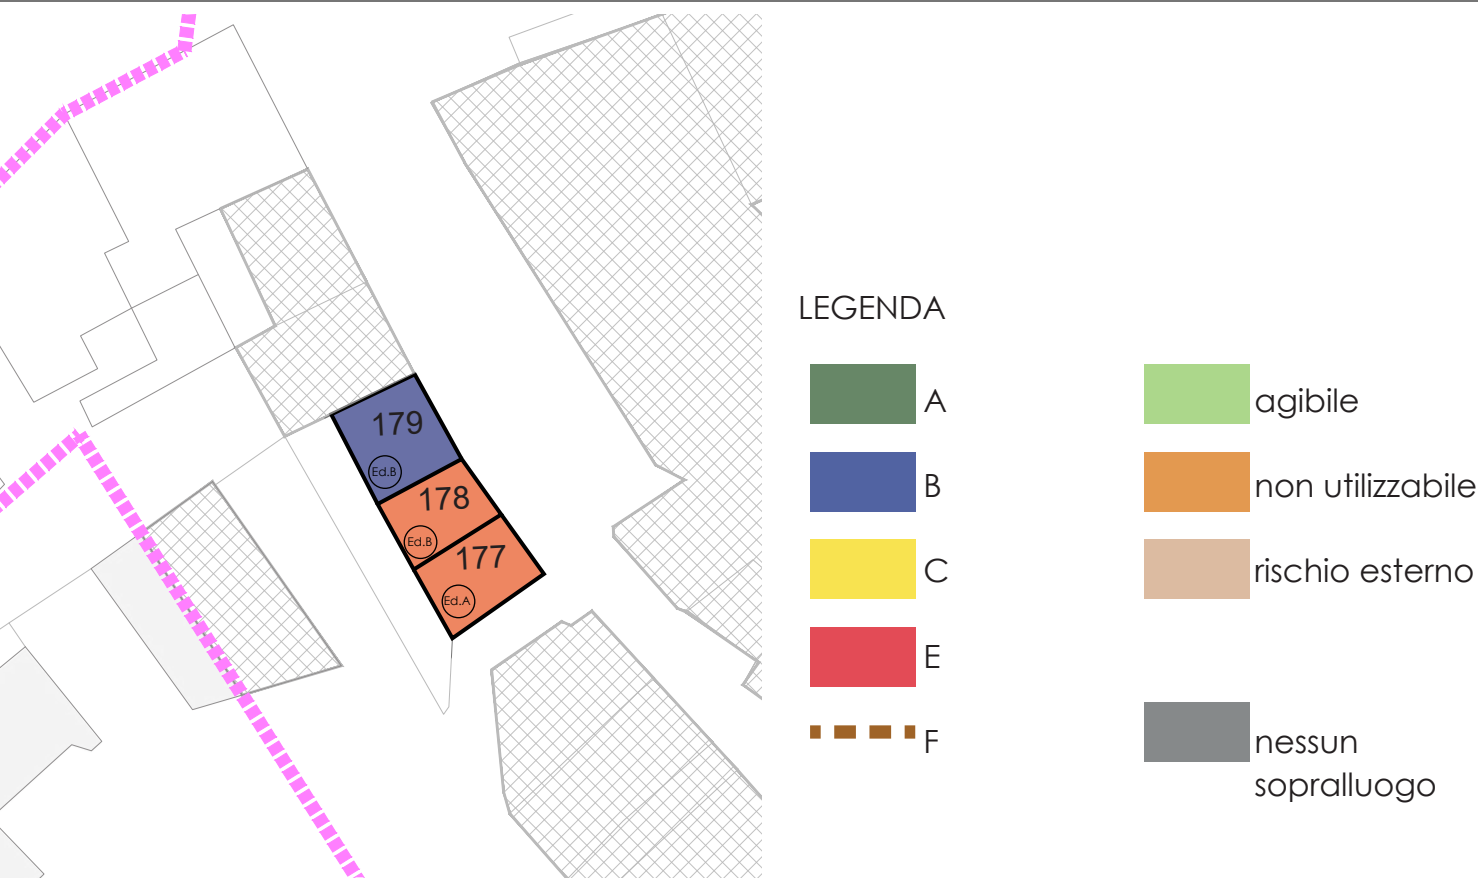 179
Ed.B
178
Ed.B
177
Ed.A
LEGENDA
A
B
C
E
F
agibile
non utilizzabile
rischio esterno
nessun
sopralluogo